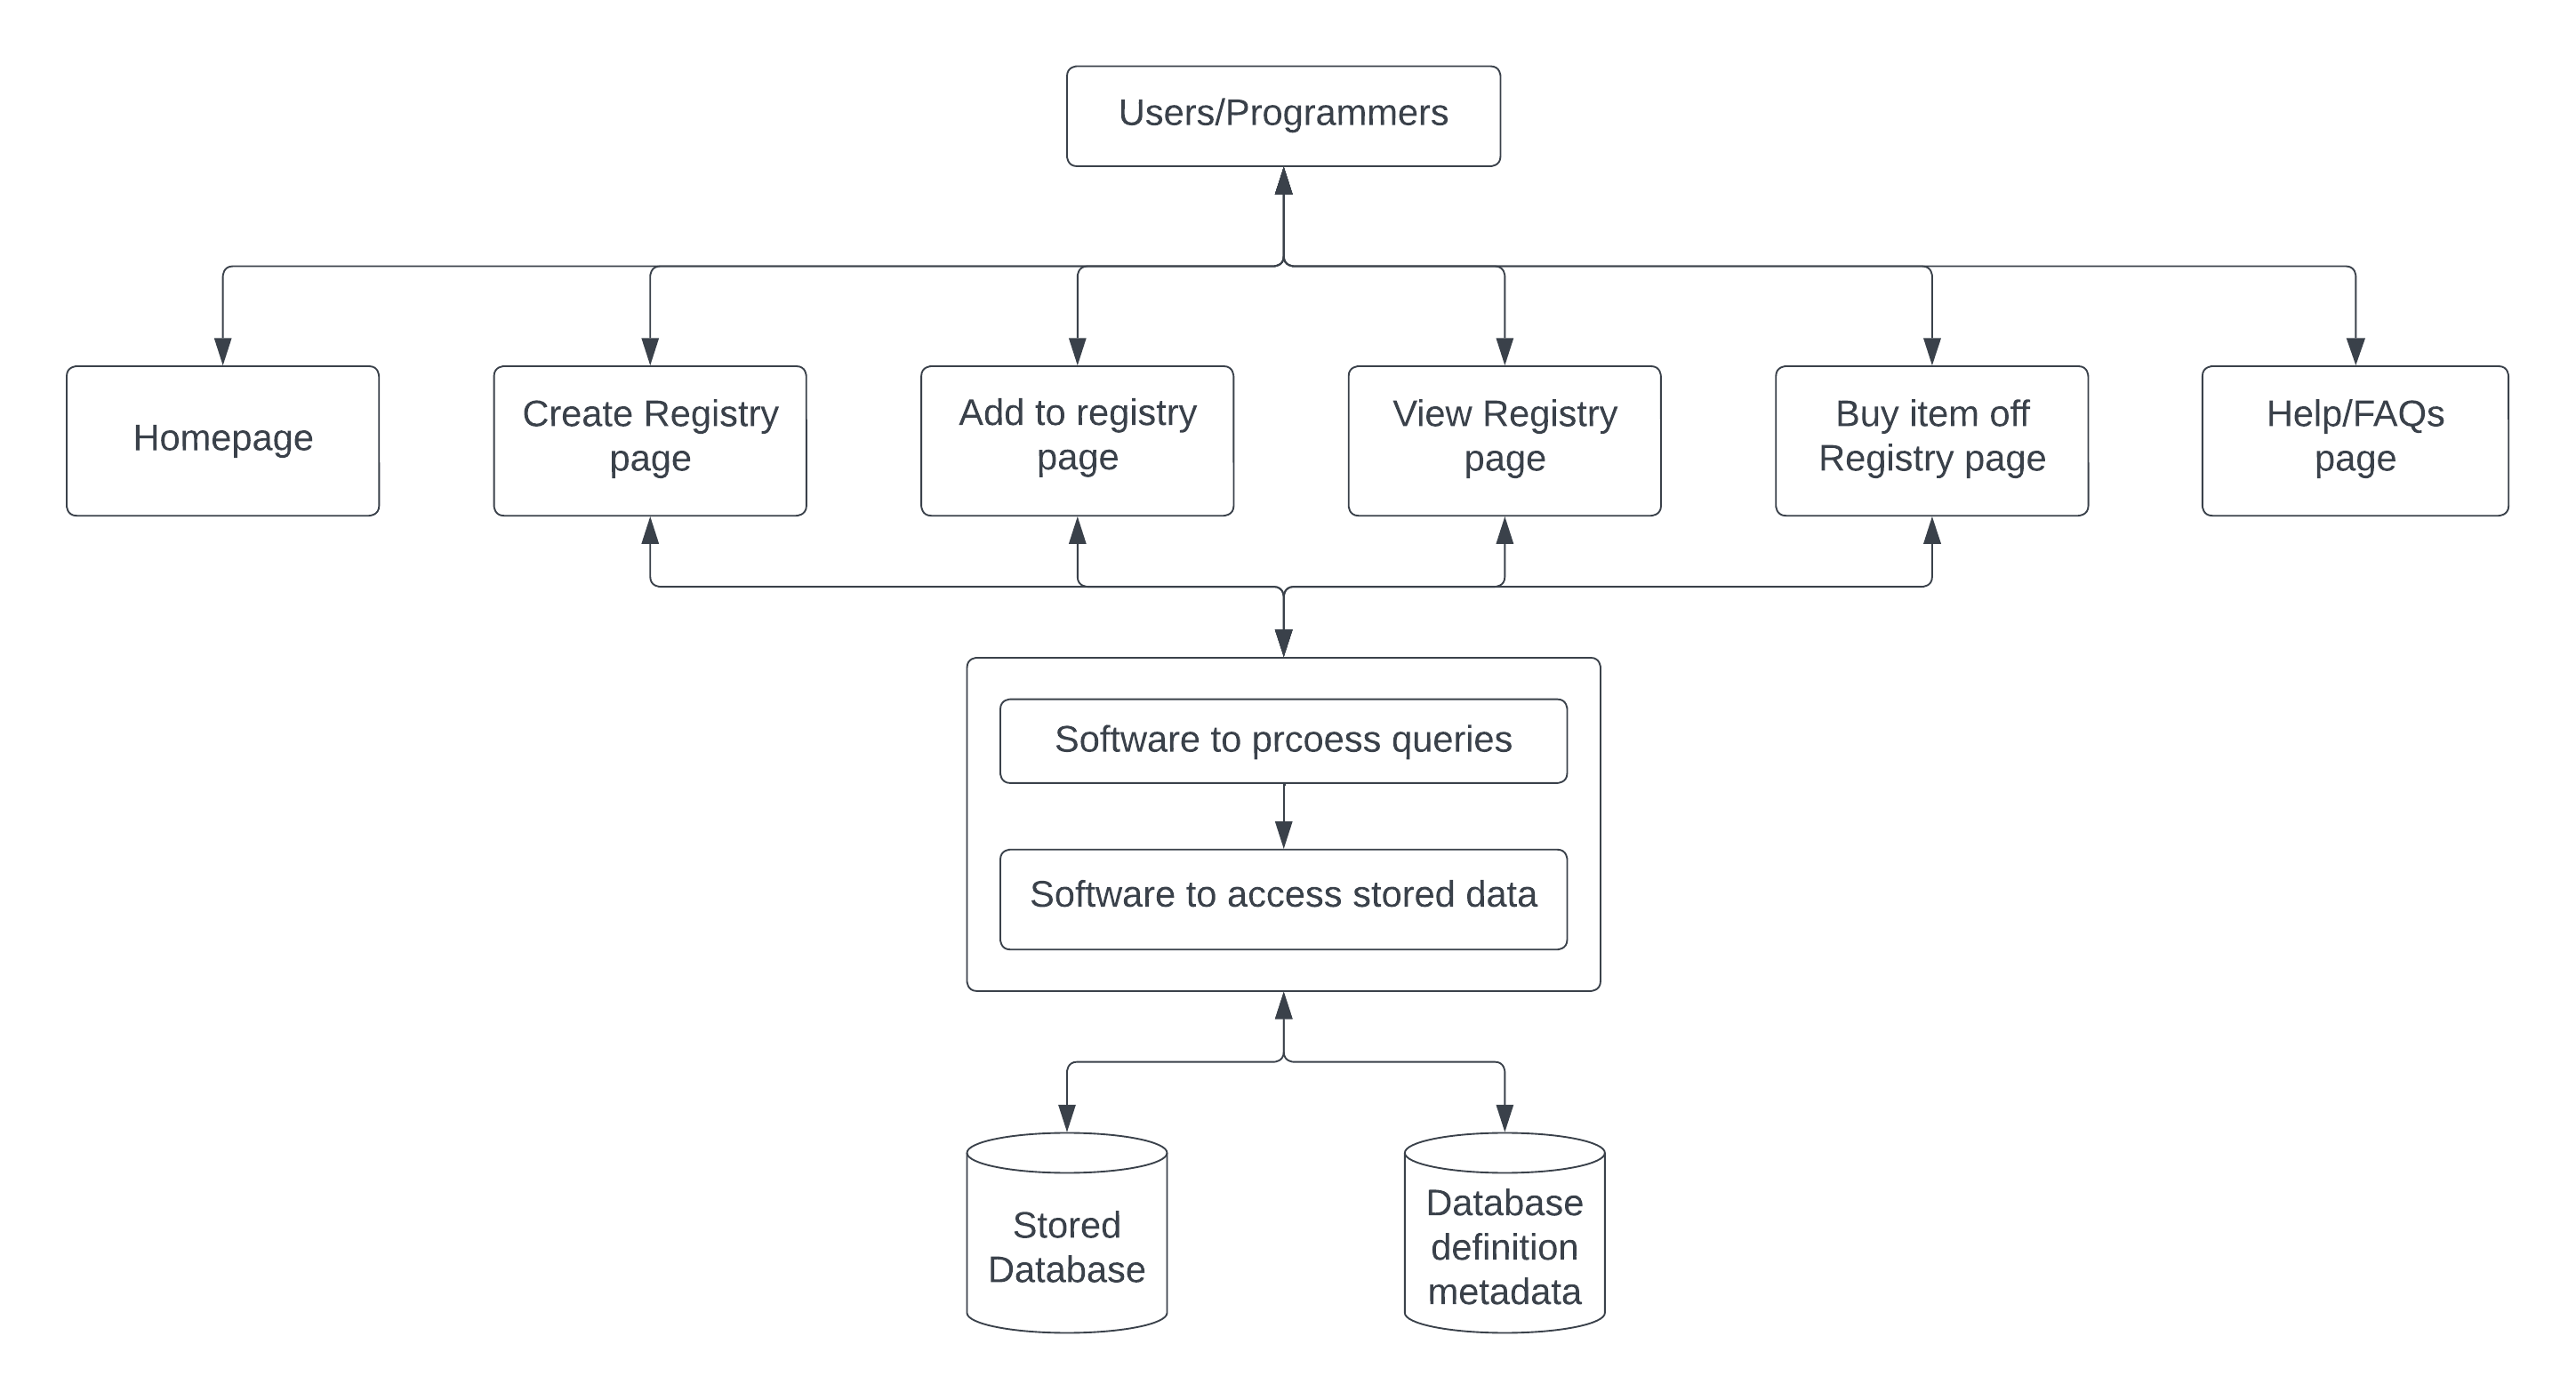 Users/Programmers
Homepage
Create Registry
page
Add to registry
page
View Registry
page
Buy item off
Registry page
Help/FAQs
page
Software to prcoess queries
Software to access stored data
Stored
Database
Database
definition
metadata